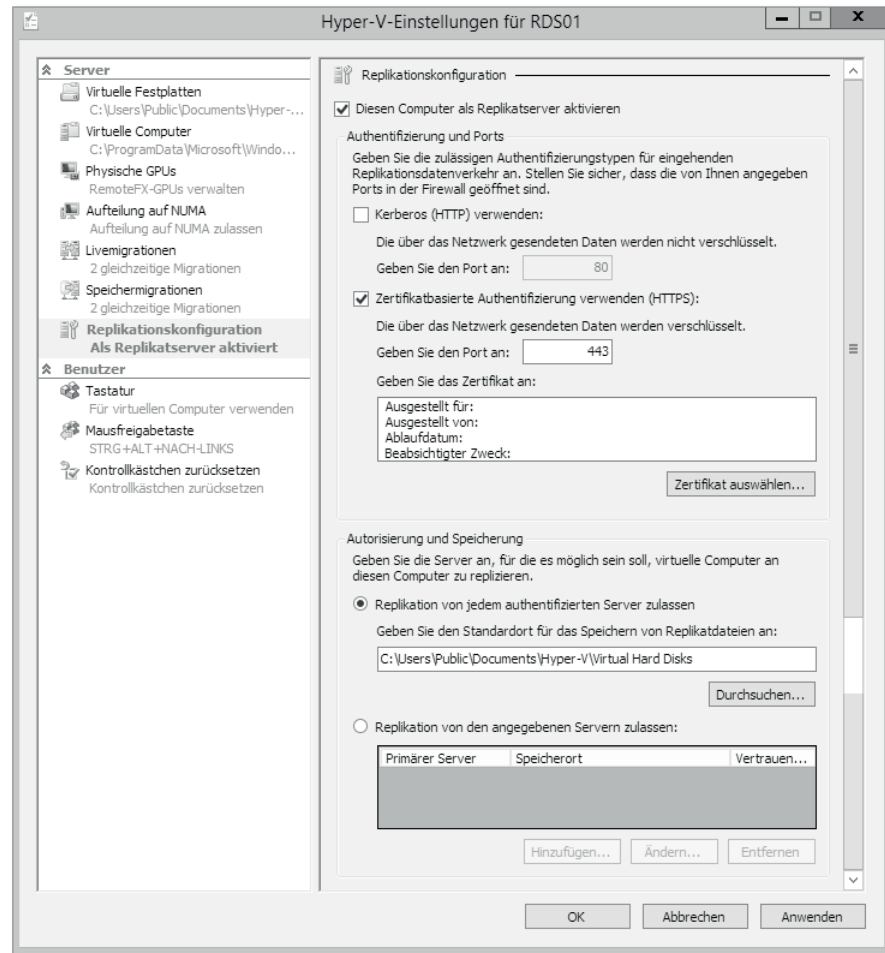 Hyper-V-Einstellungen für RDS01
Server
Virtuelle Festplatten
C:\Users\Public\Documents\Hyper-...
Virtuelle Computer
C:\ProgramData\Microsoft\Windo...
Physische GPUs
RemoteFX-GPUs verwalten
Aufteilung auf NUMA
Aufteilung auf NUMA zulassen
Livemigrationen
2 gleichzeitige Migrationen
Speichermigrationen
2 gleichzeitige Migrationen
Replikationskonfiguration
Als Replikatserver aktiviert
Benutzer
Tastatur
Für virtuellen Computer verwenden
Mausfreigabetaste
STRG+ALT+NACH-LINKS
Kontrollkästchen zurücksetzen
Kontrollkästchen zurücksetzen
Replikationskonfiguration
Diesen Computer als Replikatserver aktivieren
Authentifizierung und Ports
Geben Sie die zulässigen Authentifizierungstypen für eingehenden
Replikationsdatenverkehr an. Stellen Sie sicher, dass die von Ihnen angegeben
Ports in der Firewall geöffnet sind.
Kerberos (HTTP) verwenden:
Die über das Netzwerk gesendeten Daten werden nicht verschlüsselt.
Geben Sie den Port an: 80
Zertifikatbasierte Authentifizierung verwenden (HTTPS):
Die über das Netzwerk gesendeten Daten werden verschlüsselt.
Geben Sie den Port an: 443
Geben Sie das Zertifikat an:
Ausgestellt für:
Ausgestellt von:
Ablaufdatum:
Beabsichtigter Zweck:
Zertifikat auswählen...
Autorisierung und Speicherung
Geben Sie die Server an, für die es möglich sein soll, virtuelle Computer an
diesen Computer zu replizieren.
Replikation von jedem authentifizierten Server zulassen
Geben Sie den Standardort für das Speichern von Replikatdateien an:
C:\Users\Public\Documents\Hyper-V\Virtual Hard Disks
Durchsuchen...
Replikation von den angegebenen Servern zulassen:
Primärer Server Speicherort Vertrauen...
Hinzufügen... Ändern... Entfernen
OK Abbrechen Anwenden